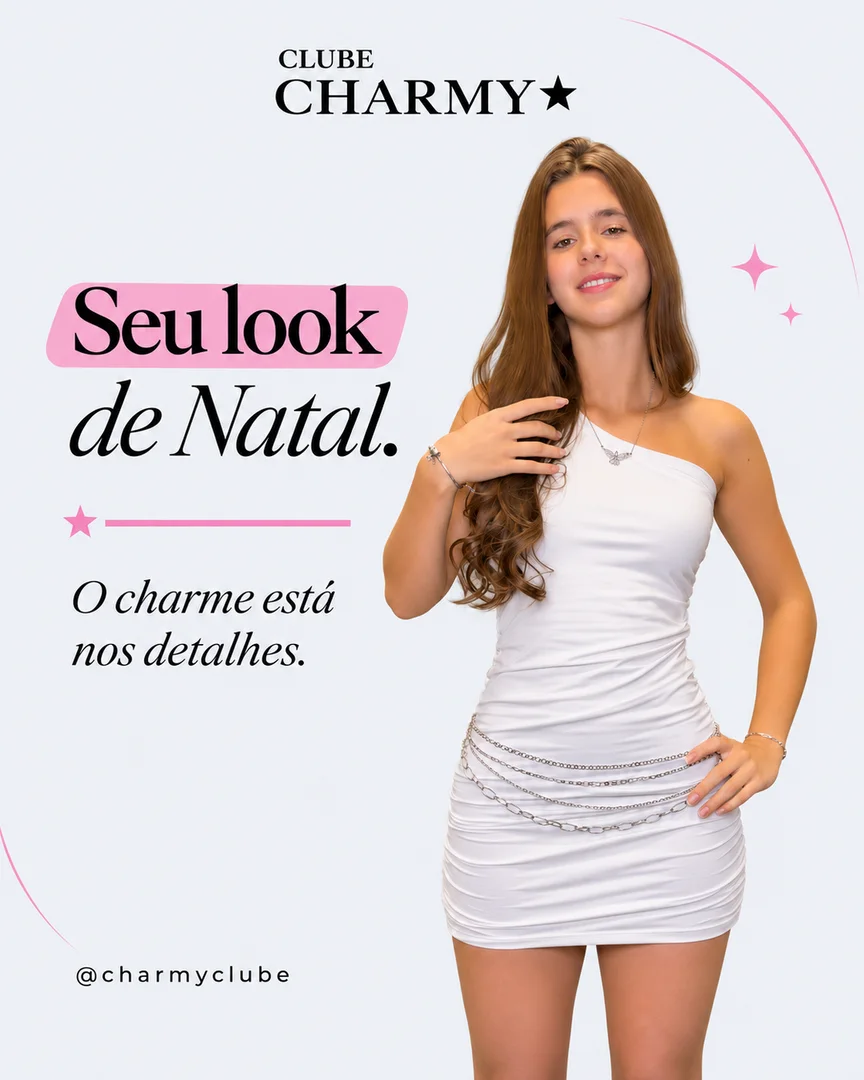 CLUBE
CHARMY★
Seu look
de Natal.
O charme está
nos detalhes.
@charmyclube